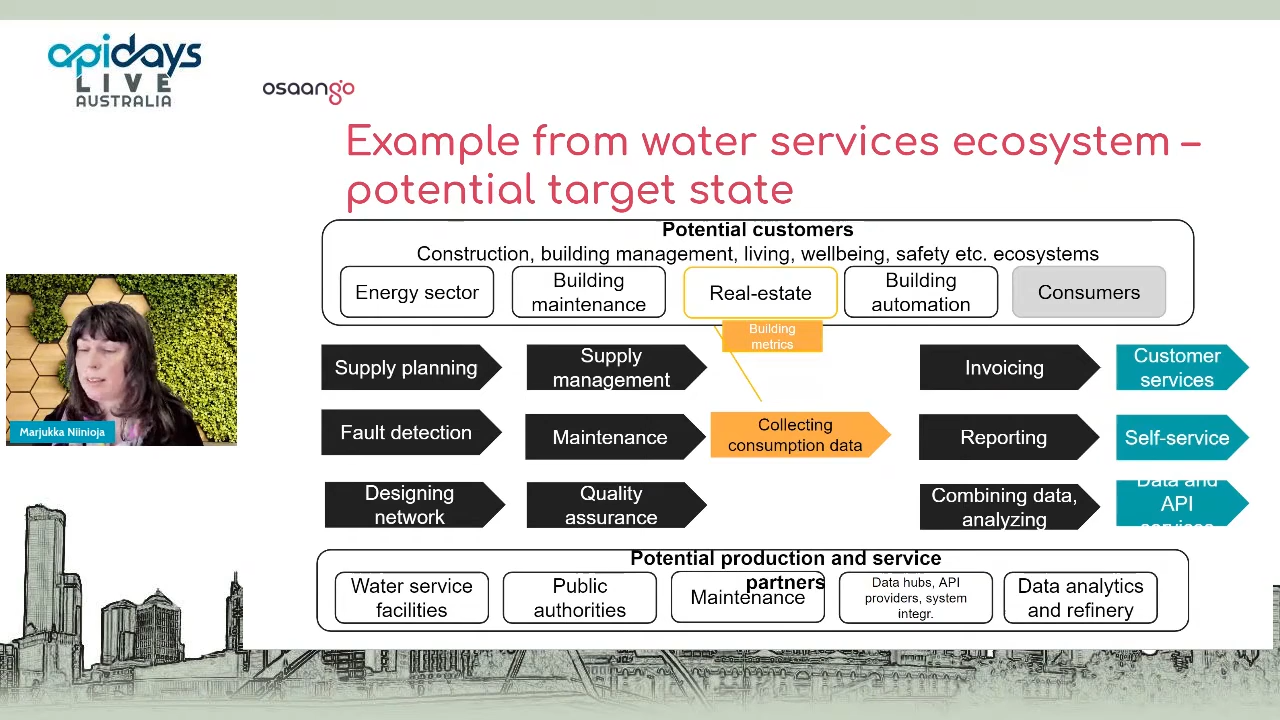 apidays
LIVE
AUSTRALIA
osaango
Example from water services ecosystem –
potential target state
Potential customers
Construction, building management, living, wellbeing, safety etc. ecosystems
Energy sector
Building
maintenance
Real-estate
Building
automation
Consumers
Building
metrics
Supply planning
Supply
management
Invoicing
Customer
services
Fault detection
Maintenance
Collecting
consumption data
Reporting
Self-service
Designing
network
Quality
assurance
Combining data,
analyzing
Data and
API
services
Marjukka Niinioja
Potential production and service
partners
Water service
facilities
Public
authorities
Maintenance
Data hubs, API
providers, system
integr.
Data analytics
and refinery